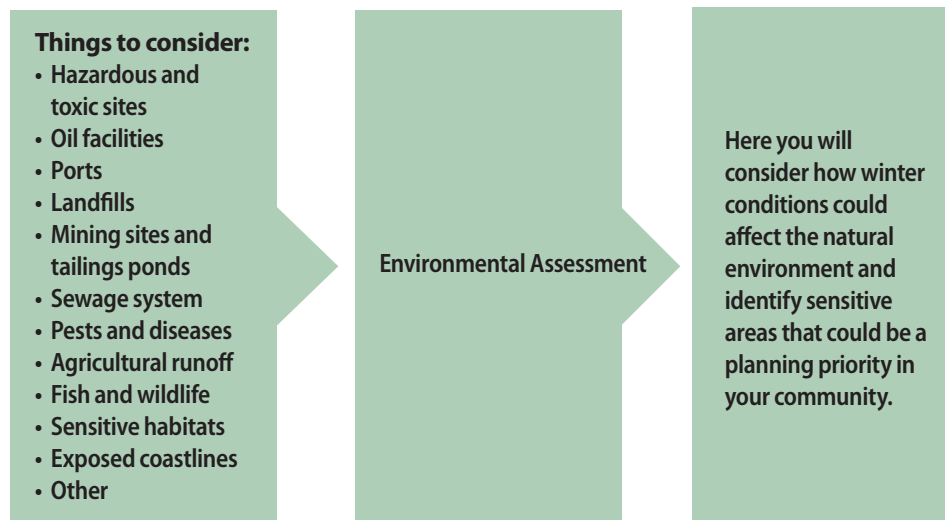 Things to consider:
• Hazardous and
toxic sites
• Oil facilities
• Ports
• Landfills
• Mining sites and
tailings ponds
• Sewage system
• Pests and diseases
• Agricultural runoff
• Fish and wildlife
• Sensitive habitats
• Exposed coastlines
• Other
Environmental Assessment
Here you will
consider how winter
conditions could
affect the natural
environment and
identify sensitive
areas that could be a
planning priority in
your community.